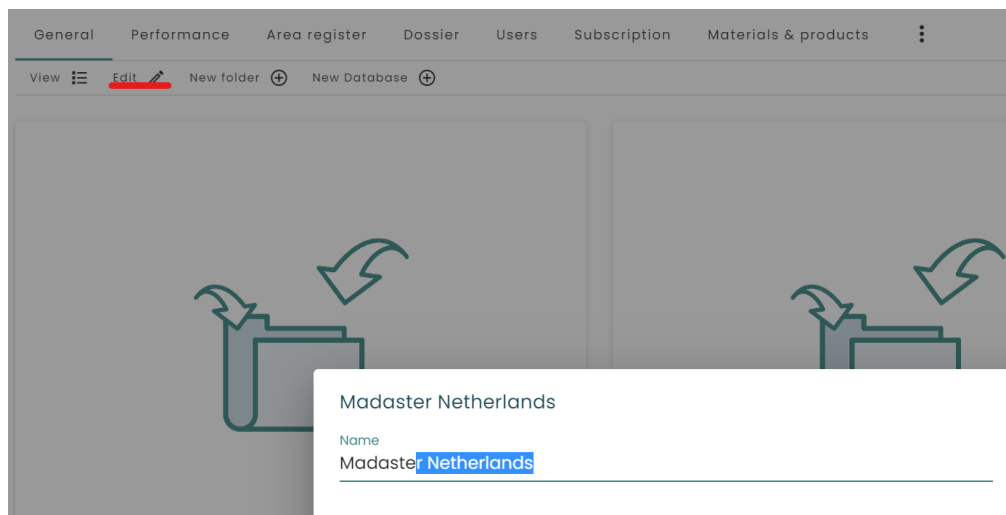 General Performance Area register Dossier Users Subscription Materials & products
View Edit New folder New Database
Madaster Netherlands
Name
Madaster Netherlands